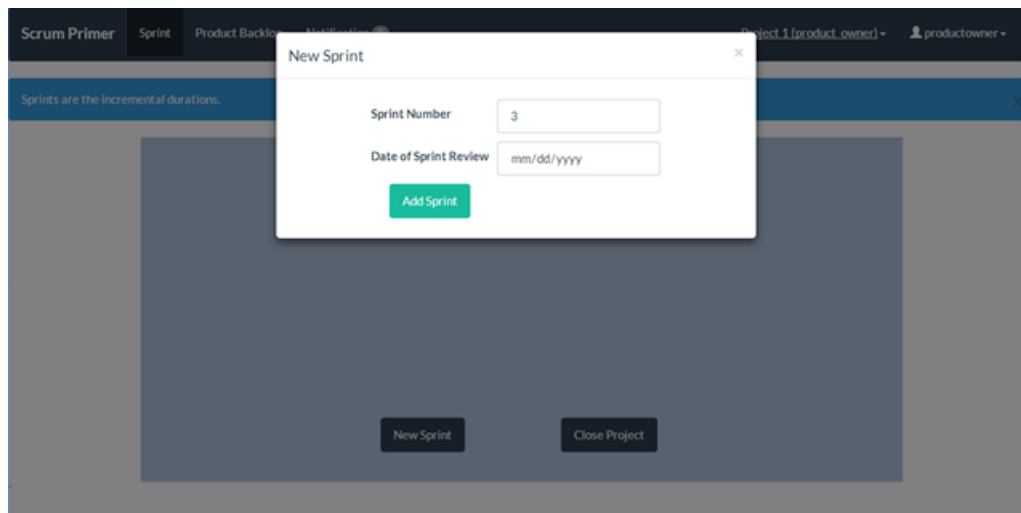 Scrum Primer Sprint Product Backlog Project 1 (product_owner) productowner
New Sprint ×
Sprints are the incremental durations. ×
Sprint Number 3
Date of Sprint Review mm/dd/yyyy
Add Sprint
New Sprint Close Project